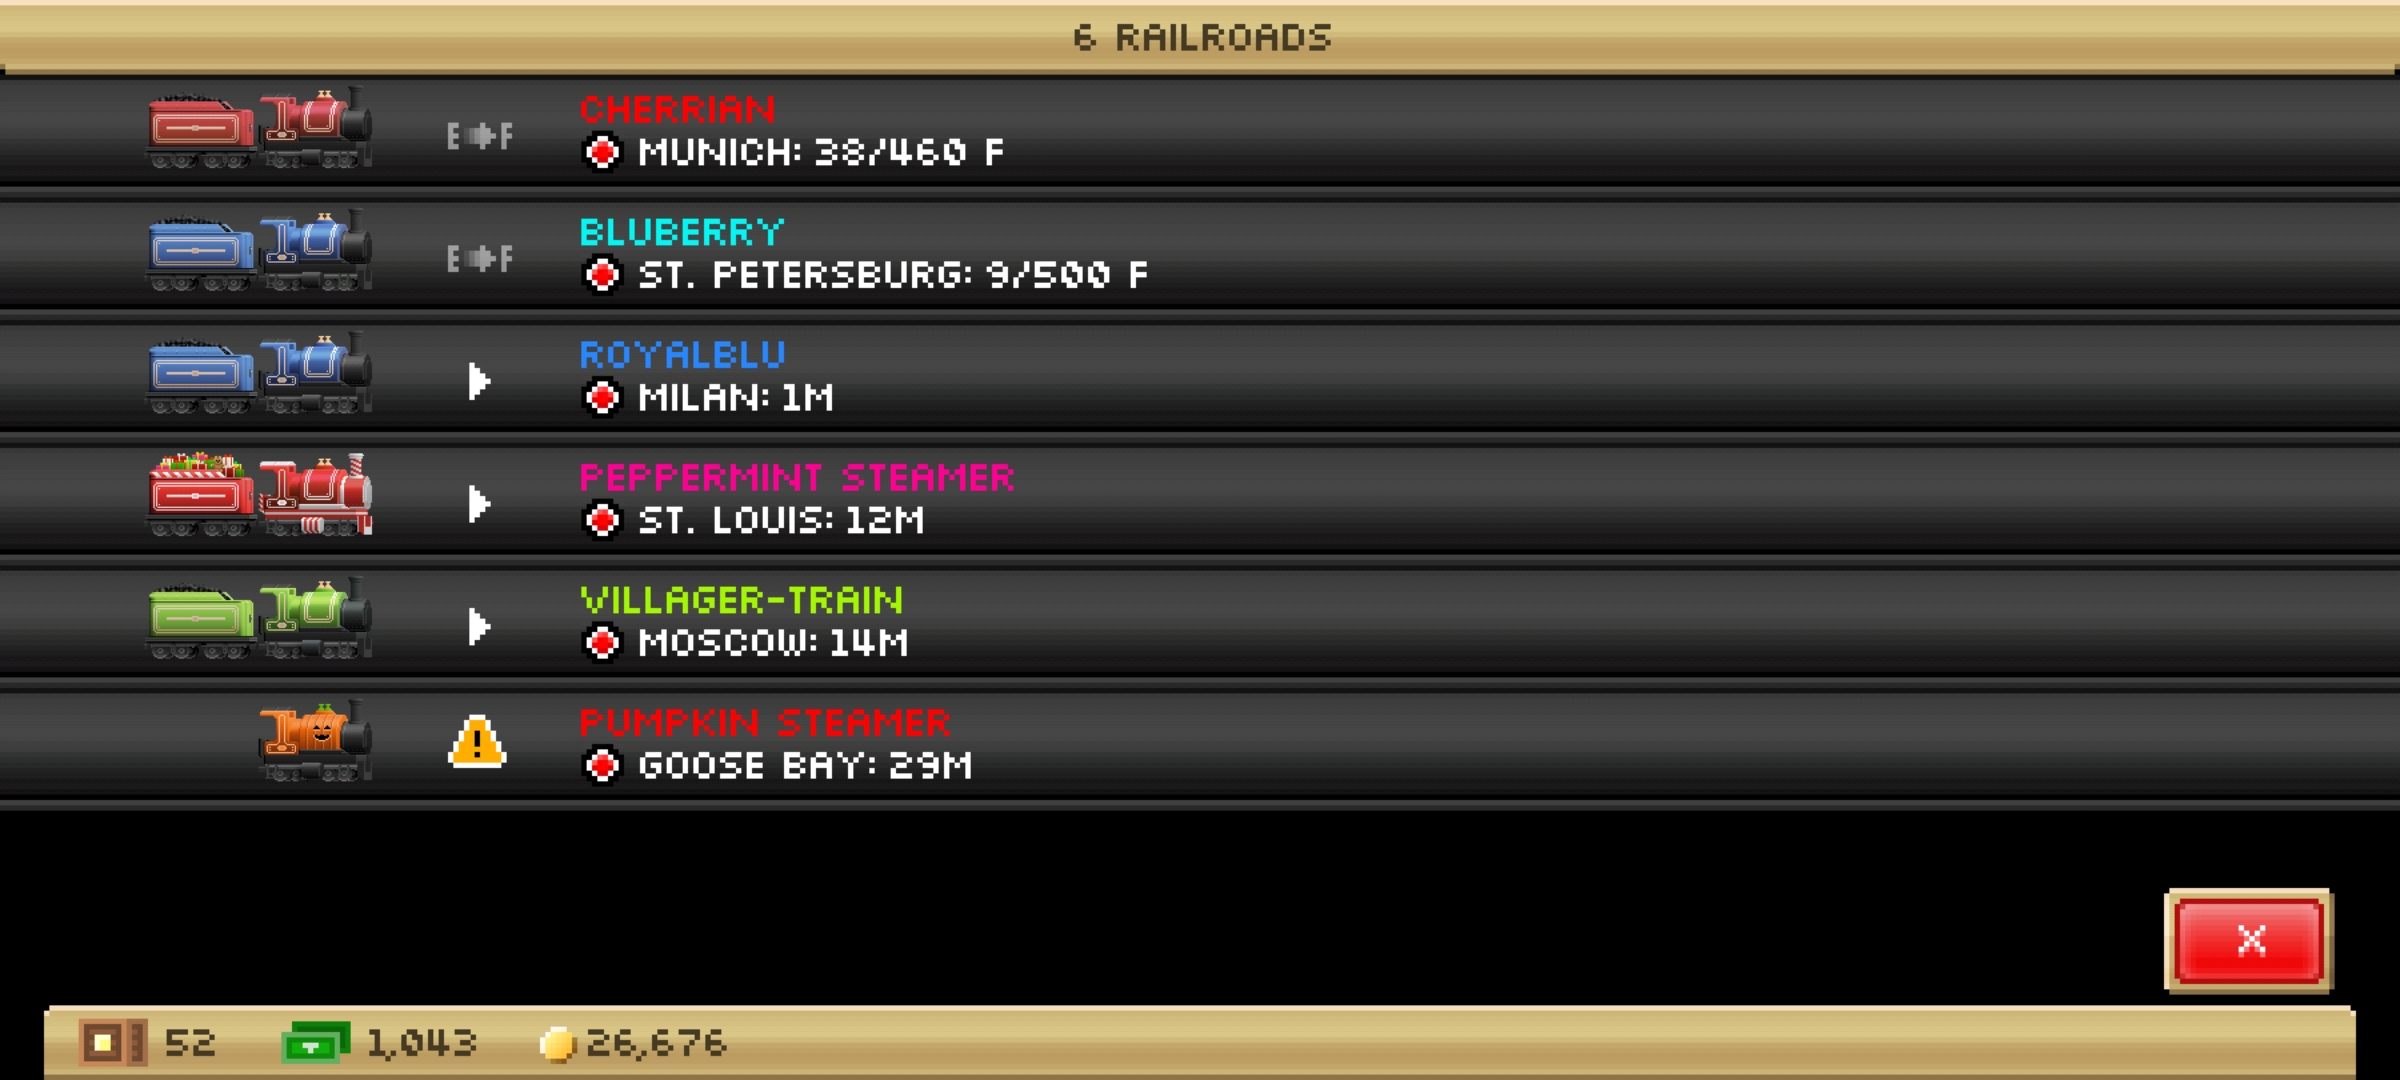 6 RAILROADS
E F
CHERRIAN
MUNICH: 38/460 F
E F
BLUBERRY
ST. PETERSBURG: 9/500 F
ROYALBLU
MILAN: 1M
PEPPERMINT STEAMER
ST. LOUIS: 12M
VILLAGER-TRAIN
MOSCOW: 14M
!
PUMPKIN STEAMER
GOOSE BAY: 29M
X
52 1,043 26,676